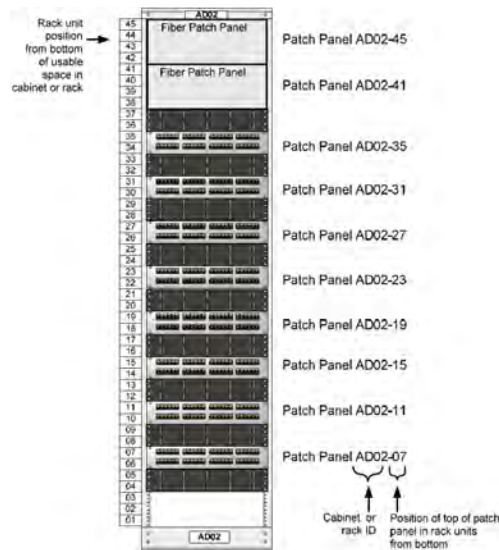 AD02
Rack unit
position
from bottom
of usable
space in
cabinet or rack
45
44
43
42
41
40
39
38
37
36
35
34
33
32
31
30
29
28
27
26
25
24
23
22
21
20
19
18
17
16
15
14
13
12
11
10
09
08
07
06
05
04
03
02
01
Fiber Patch Panel
Fiber Patch Panel
Patch Panel AD02-45
Patch Panel AD02-41
Patch Panel AD02-35
Patch Panel AD02-31
Patch Panel AD02-27
Patch Panel AD02-23
Patch Panel AD02-19
Patch Panel AD02-15
Patch Panel AD02-11
Patch Panel AD02-07
Cabinet or
rack ID
Position of top of patch
panel in rack units
from bottom
AD02